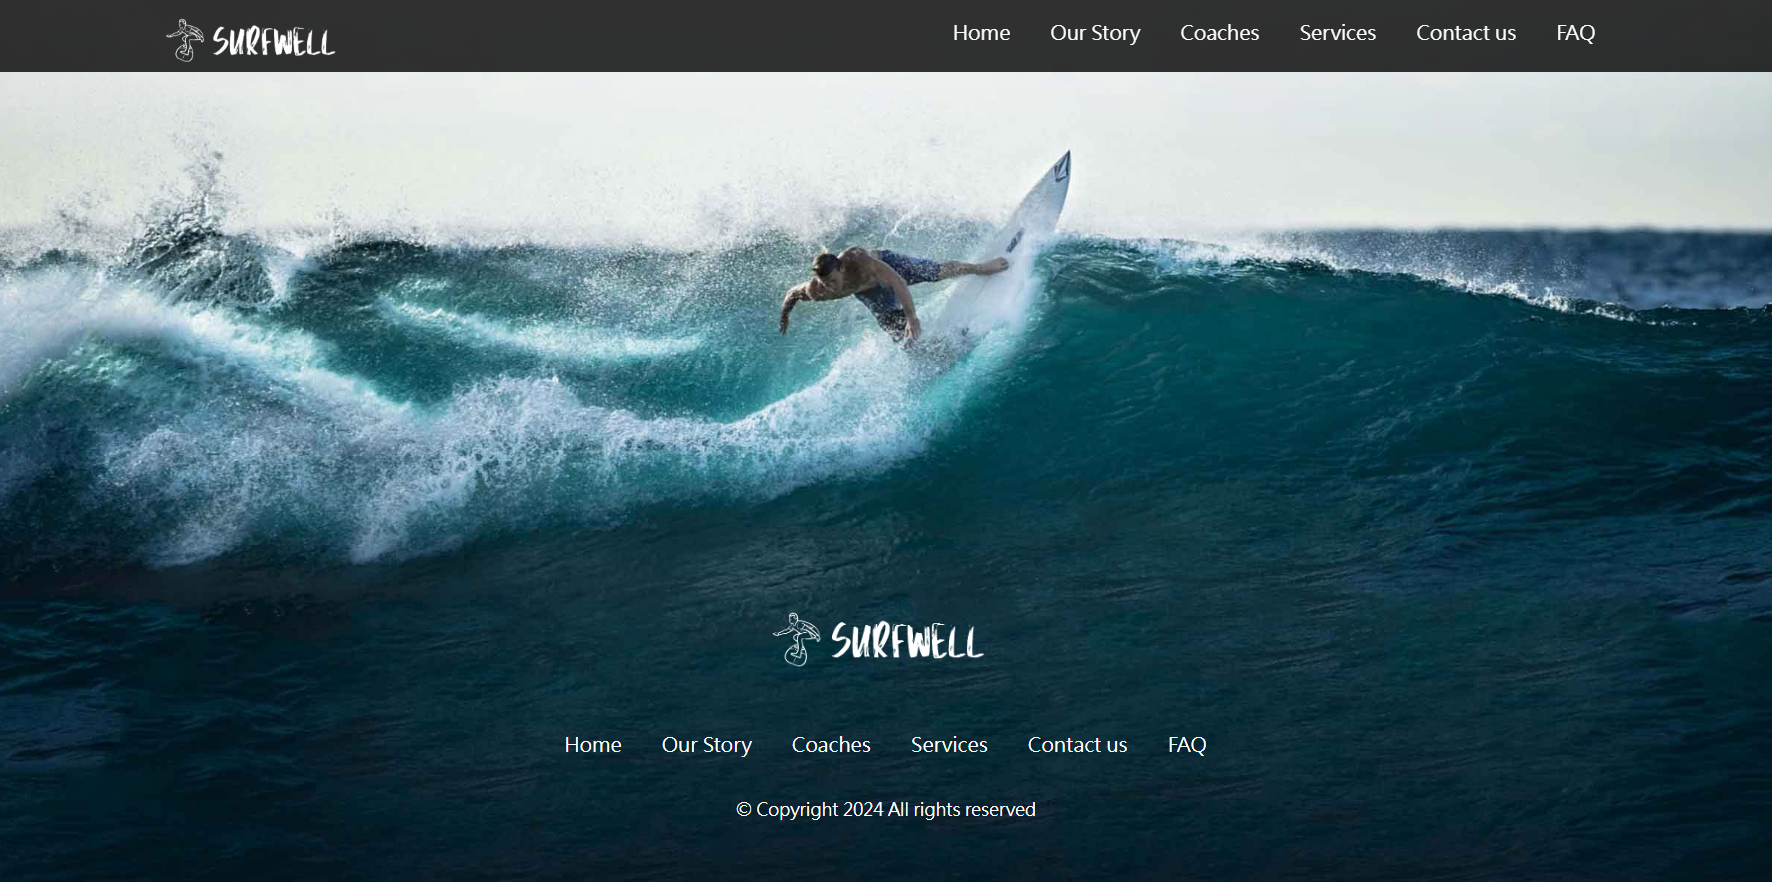 SURFWELL Home Our Story Coaches Services Contact us FAQ
SURFWELL
Home Our Story Coaches Services Contact us FAQ
© Copyright 2024 All rights reserved